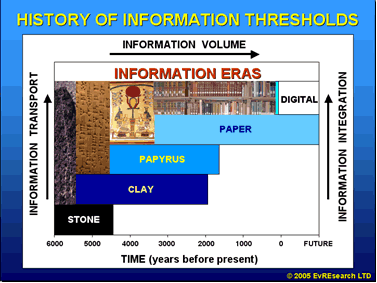 HISTORY OF INFORMATION THRESHOLDS
INFORMATION VOLUME
INFORMATION ERAS
INFORMATION TRANSPORT
INFORMATION INTEGRATION
DIGITAL
PAPER
PAPYRUS
CLAY
STONE
6000 5000 4000 3000 2000 1000 0 FUTURE
TIME (years before present)
© 2005 EvREsearch LTD